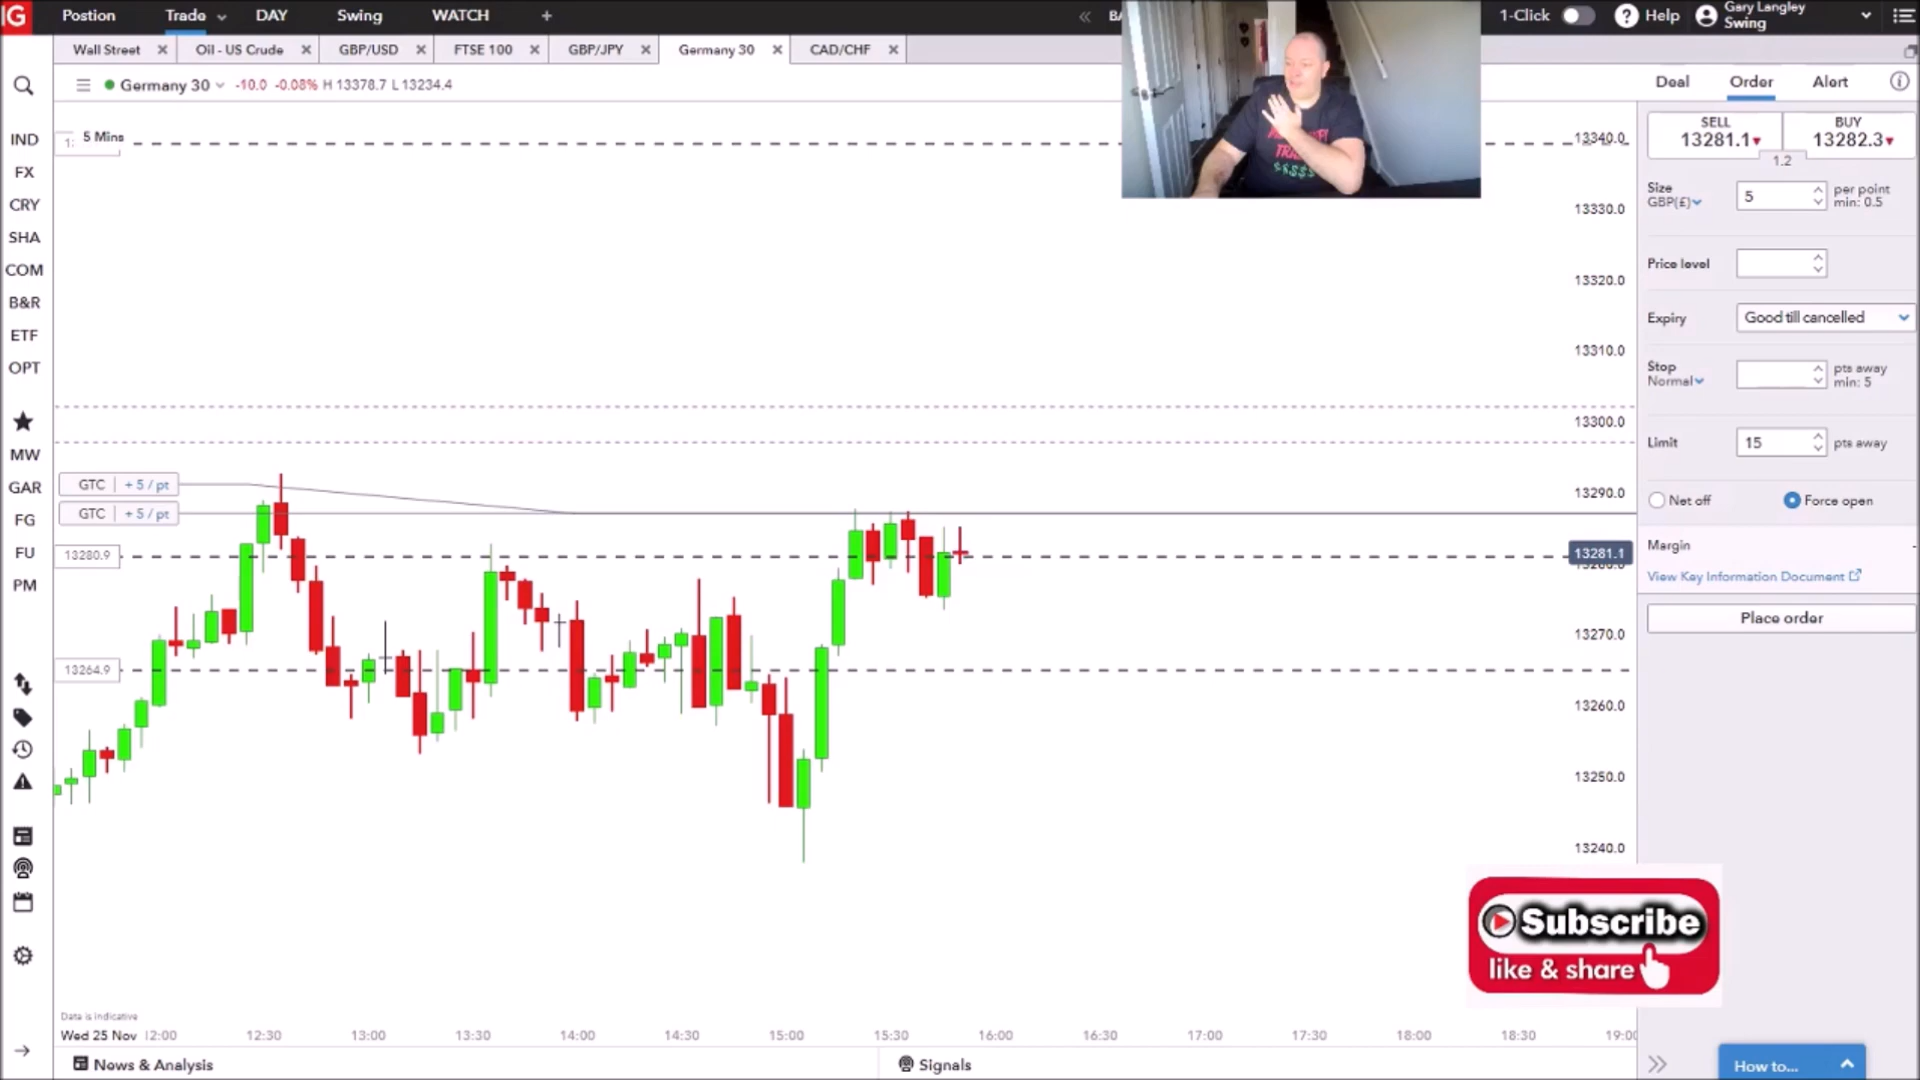 IG Postion Trade DAY Swing WATCH + BA 1-Click Help Gary Langley
Swing
Wall Street Oil - US Crude GBP/USD FTSE 100 GBP/JPY Germany 30 CAD/CHF
Germany 30 -10.0 -0.08% H 13378.7 L 13234.4
Deal Order Alert
SELL BUY
13281.1 13282.3
1.2
IND
FX
CRY
SHA
COM
B&R
ETF
OPT
MW
GAR
FG
FU
PM
5 Mins
GTC + 5 / pt
GTC + 5 / pt
13280.9
13264.9
13340.0
13330.0
13320.0
13310.0
13300.0
13290.0
13281.1
13270.0
13260.0
13250.0
13240.0
Size 5 per point
GBP(£) min: 0.5
Price level
Expiry Good till cancelled
Stop pts away
Normal min: 5
Limit 15 pts away
Net off Force open
Margin -
View Key Information Document
Place order
Subscribe
like & share
Data is indicative
Wed 25 Nov 12:00 12:30 13:00 13:30 14:00 14:30 15:00 15:30 16:00 16:30 17:00 17:30 18:00 18:30 19:00
News & Analysis Signals How to...